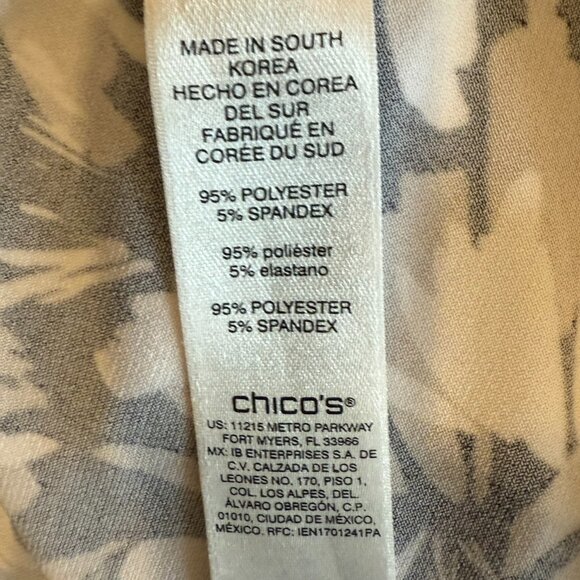 MADE IN SOUTH
KOREA
HECHO EN COREA
DEL SUR
FABRIQUÉ EN
CORÉE DU SUD
95% POLYESTER
5% SPANDEX
95% poliéster
5% elastano
95% POLYESTER
5% SPANDEX
chico's®
US: 11215 METRO PARKWAY
FORT MYERS, FL 33966
MX: IB ENTERPRISES S.A. DE
C.V. CALZADA DE LOS
LEONES NO. 170, PISO 1,
COL. LOS ALPES, DEL.
ÁLVARO OBREGÓN, C.P.
01010, CIUDAD DE MÉXICO,
MÉXICO. RFC: IEN1701241PA